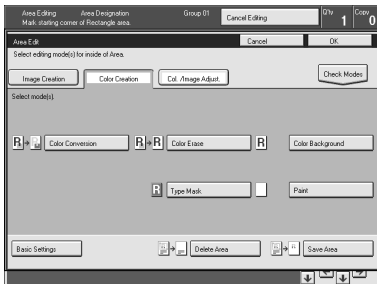 Area Editing Area Designation Group 01 Cancel Editing Q'ty 1 Copy 0
Mark starting corner of Rectangle area.
Area Edit Cancel OK
Select editing mode(s) for inside of Area.
Image Creation Color Creation Col. /Image Adjust. Check Modes
Select mode(s).
R R Color Conversion R R Color Erase R Color Background
R Type Mask Paint
Basic Settings Delete Area Save Area